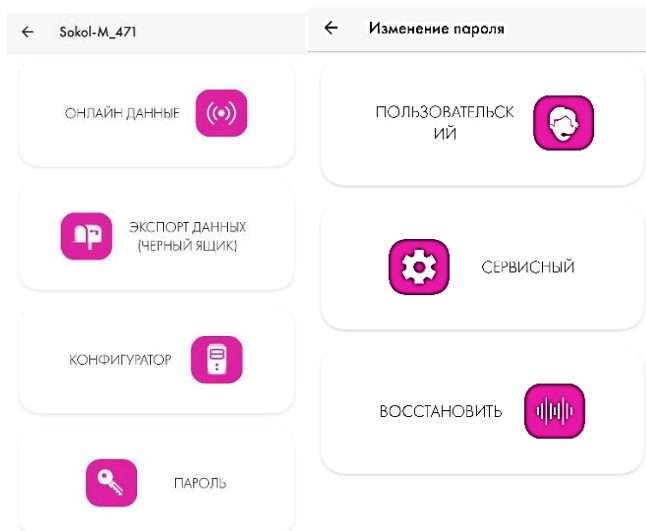 Sokol-M_471
ОНЛАЙН ДАННЫЕ
ЭКСПОРТ ДАННЫХ
(ЧЕРНЫЙ ЯЩИК)
КОНФИГУРАТОР
ПАРОЛЬ
Изменение пароля
ПОЛЬЗОВАТЕЛЬСК
ИЙ
СЕРВИСНЫЙ
ВОССТАНОВИТЬ